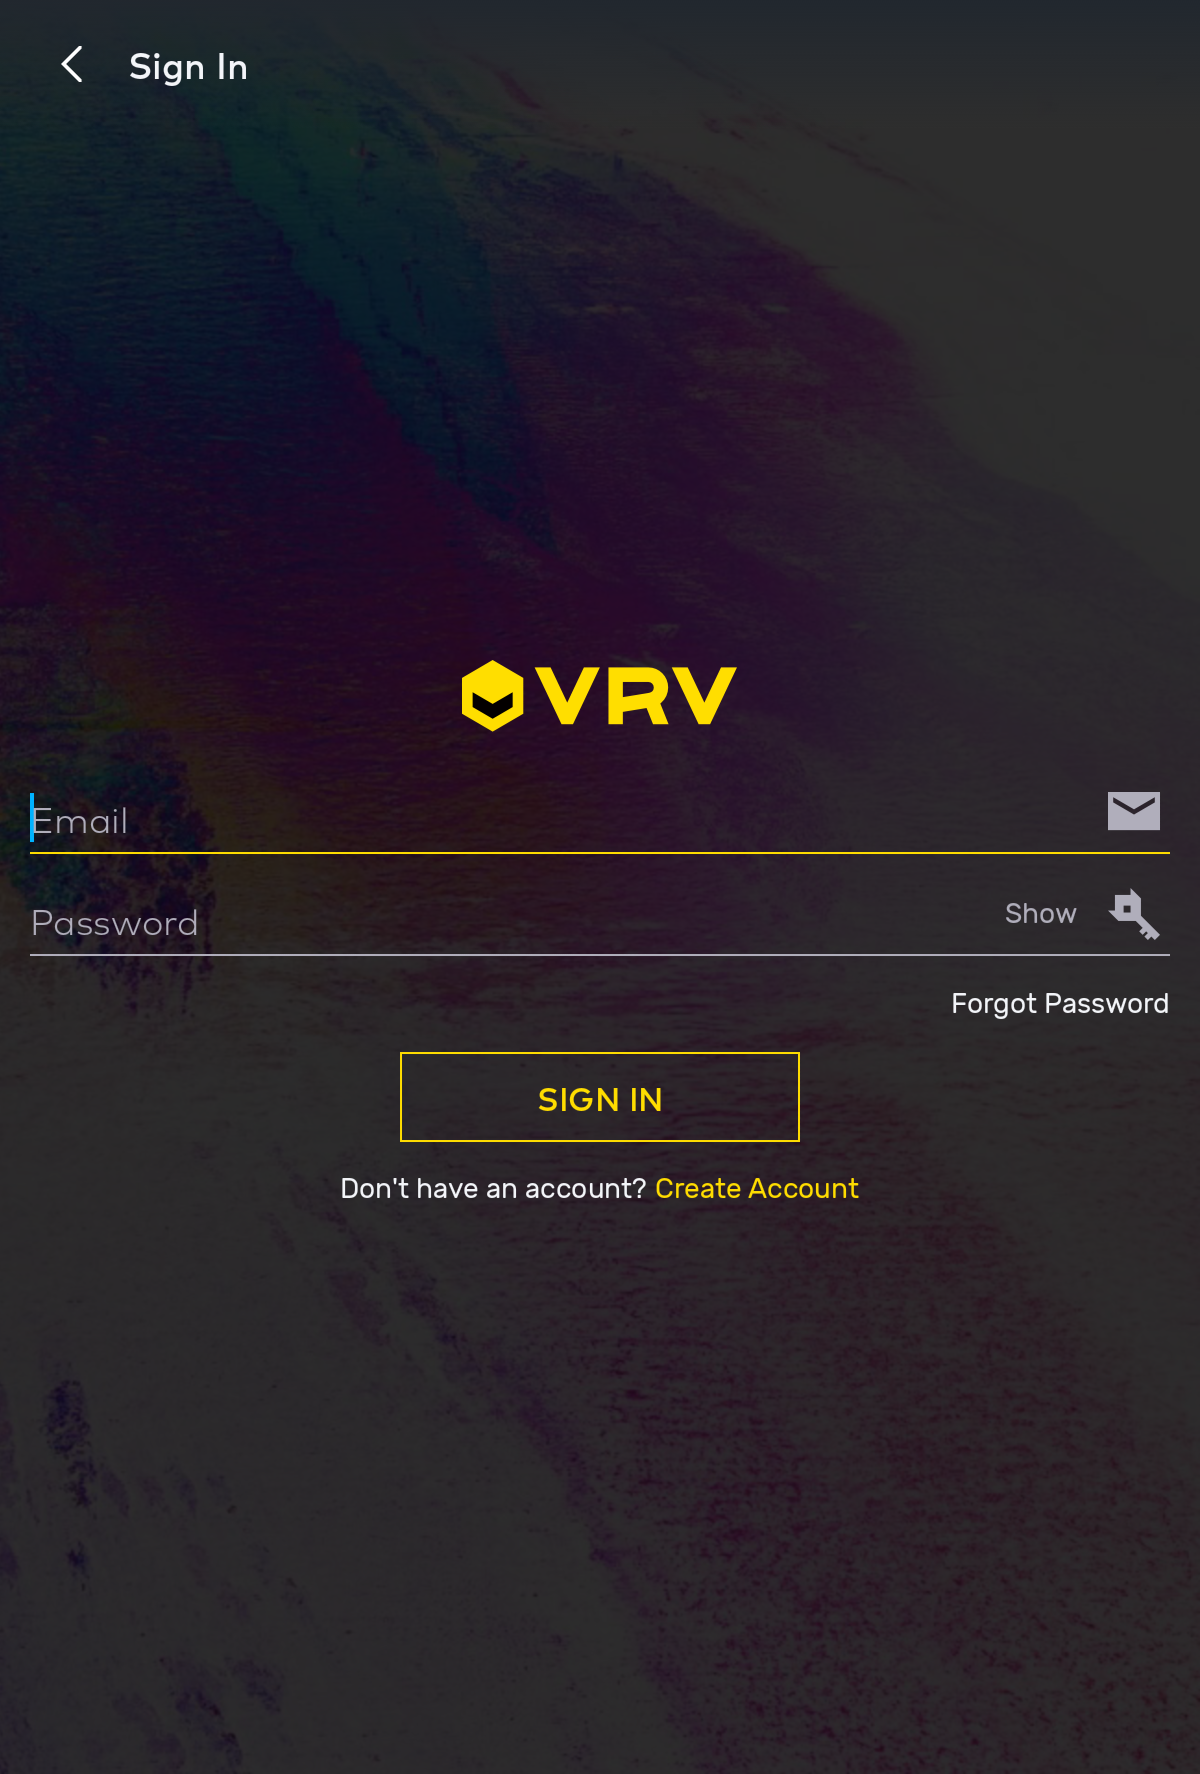 Sign In
VRV
Email
Password Show
Forgot Password
SIGN IN
Don't have an account? Create Account